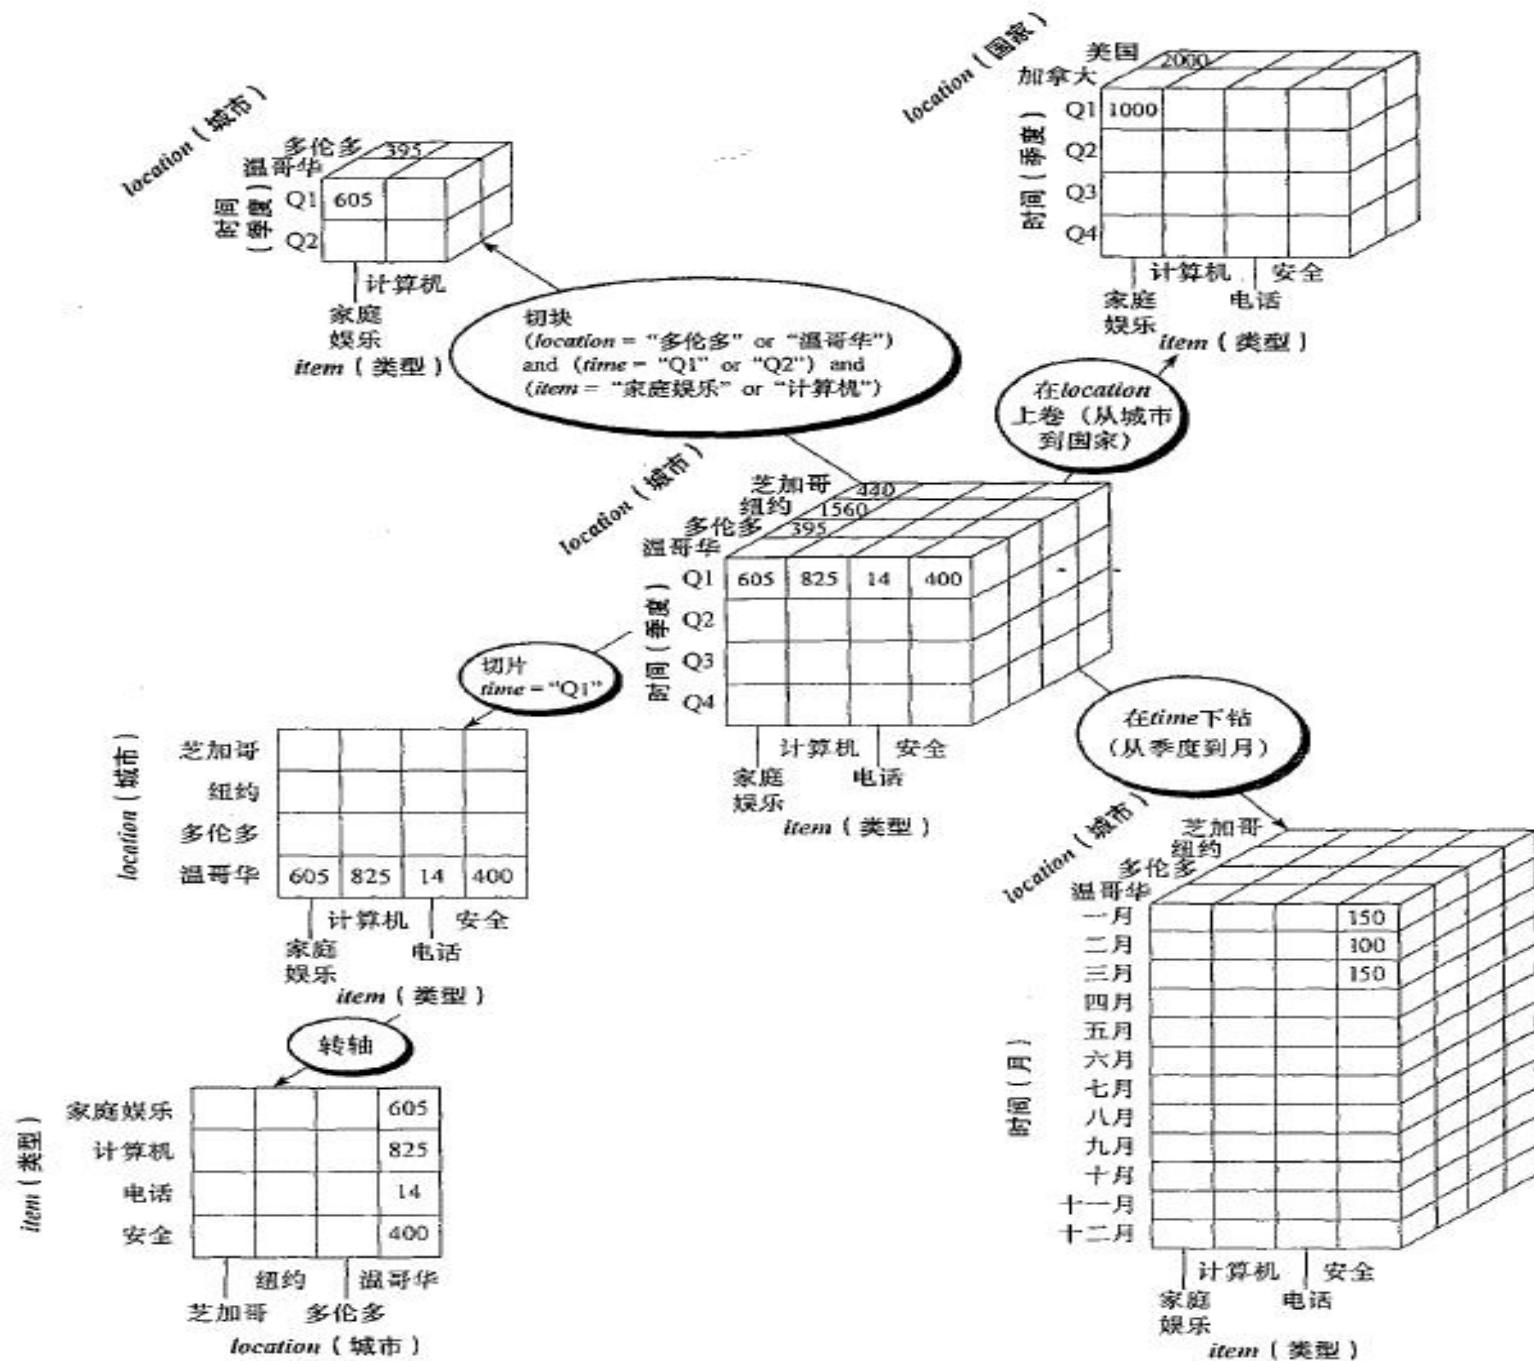 location（城市）
多伦多 395
温哥华
时间（季度）
Q1 605
Q2
计算机
家庭
娱乐
item（类型）
location（国家）
美国 2000
加拿大
时间（季度）
Q1 1000
Q2
Q3
Q4
计算机 安全
家庭
娱乐
电话
item（类型）
切块
(location = “多伦多” or “温哥华”)
and (time = “Q1” or “Q2”) and
(item = “家庭娱乐” or “计算机”)
在location
上卷（从城市
到国家）
location（城市）
芝加哥 440
纽约 1560
多伦多 395
温哥华
时间（季度）
Q1 605 825 14 400
Q2
Q3
Q4
计算机 安全
家庭
娱乐
电话
item（类型）
切片
time = “Q1”
location（城市）
芝加哥
纽约
多伦多
温哥华 605 825 14 400
计算机 安全
家庭
娱乐
电话
item（类型）
在time下钻
（从季度到月）
location（城市）
芝加哥
纽约
多伦多
温哥华
时间（月）
一月 150
二月 100
三月 150
四月
五月
六月
七月
八月
九月
十月
十一月
十二月
计算机 安全
家庭
娱乐
电话
item（类型）
转轴
item（类型）
家庭娱乐 605
计算机 825
电话 14
安全 400
纽约 温哥华
芝加哥 多伦多
location（城市）